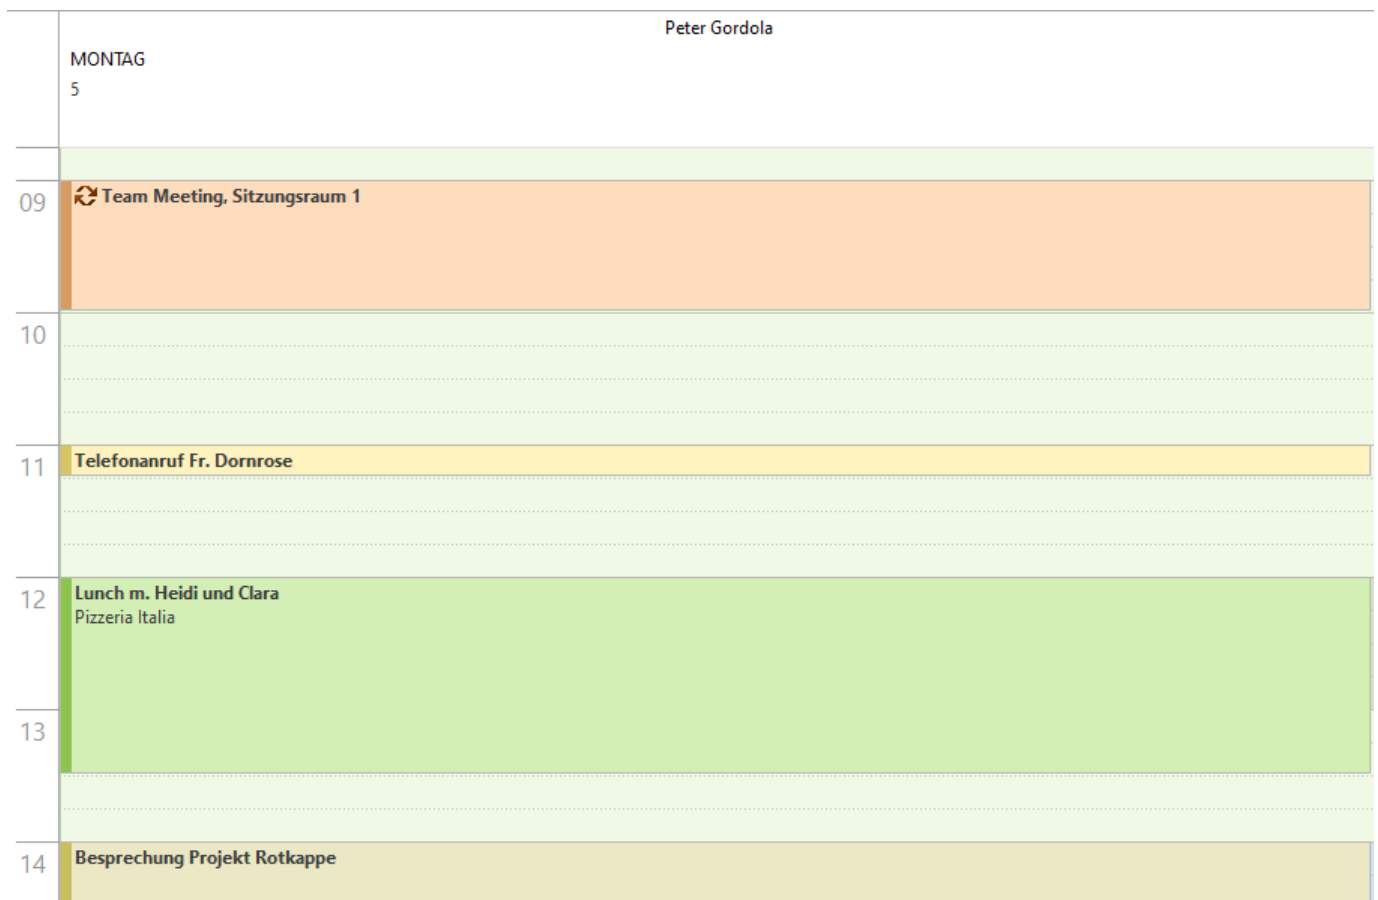 Peter Gordola
MONTAG
5
09
Team Meeting, Sitzungsraum 1
10
11
Telefonanruf Fr. Dornrose
12
Lunch m. Heidi und Clara
Pizzeria Italia
13
14
Besprechung Projekt Rotkappe